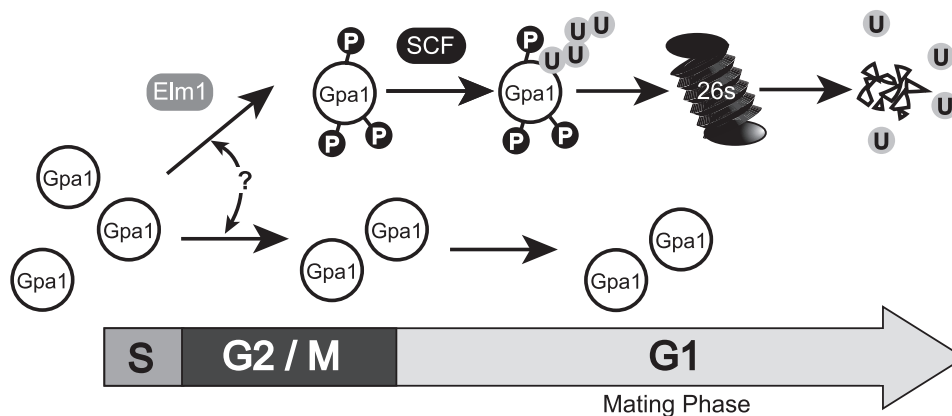 P
SCF
P
U
U
U
U
U
Elm1
Gpa1
Gpa1
26s
U
P
P
P
P
U
U
?
Gpa1
Gpa1
Gpa1
Gpa1
Gpa1
Gpa1
Gpa1
S
G2 / M
G1
Mating Phase